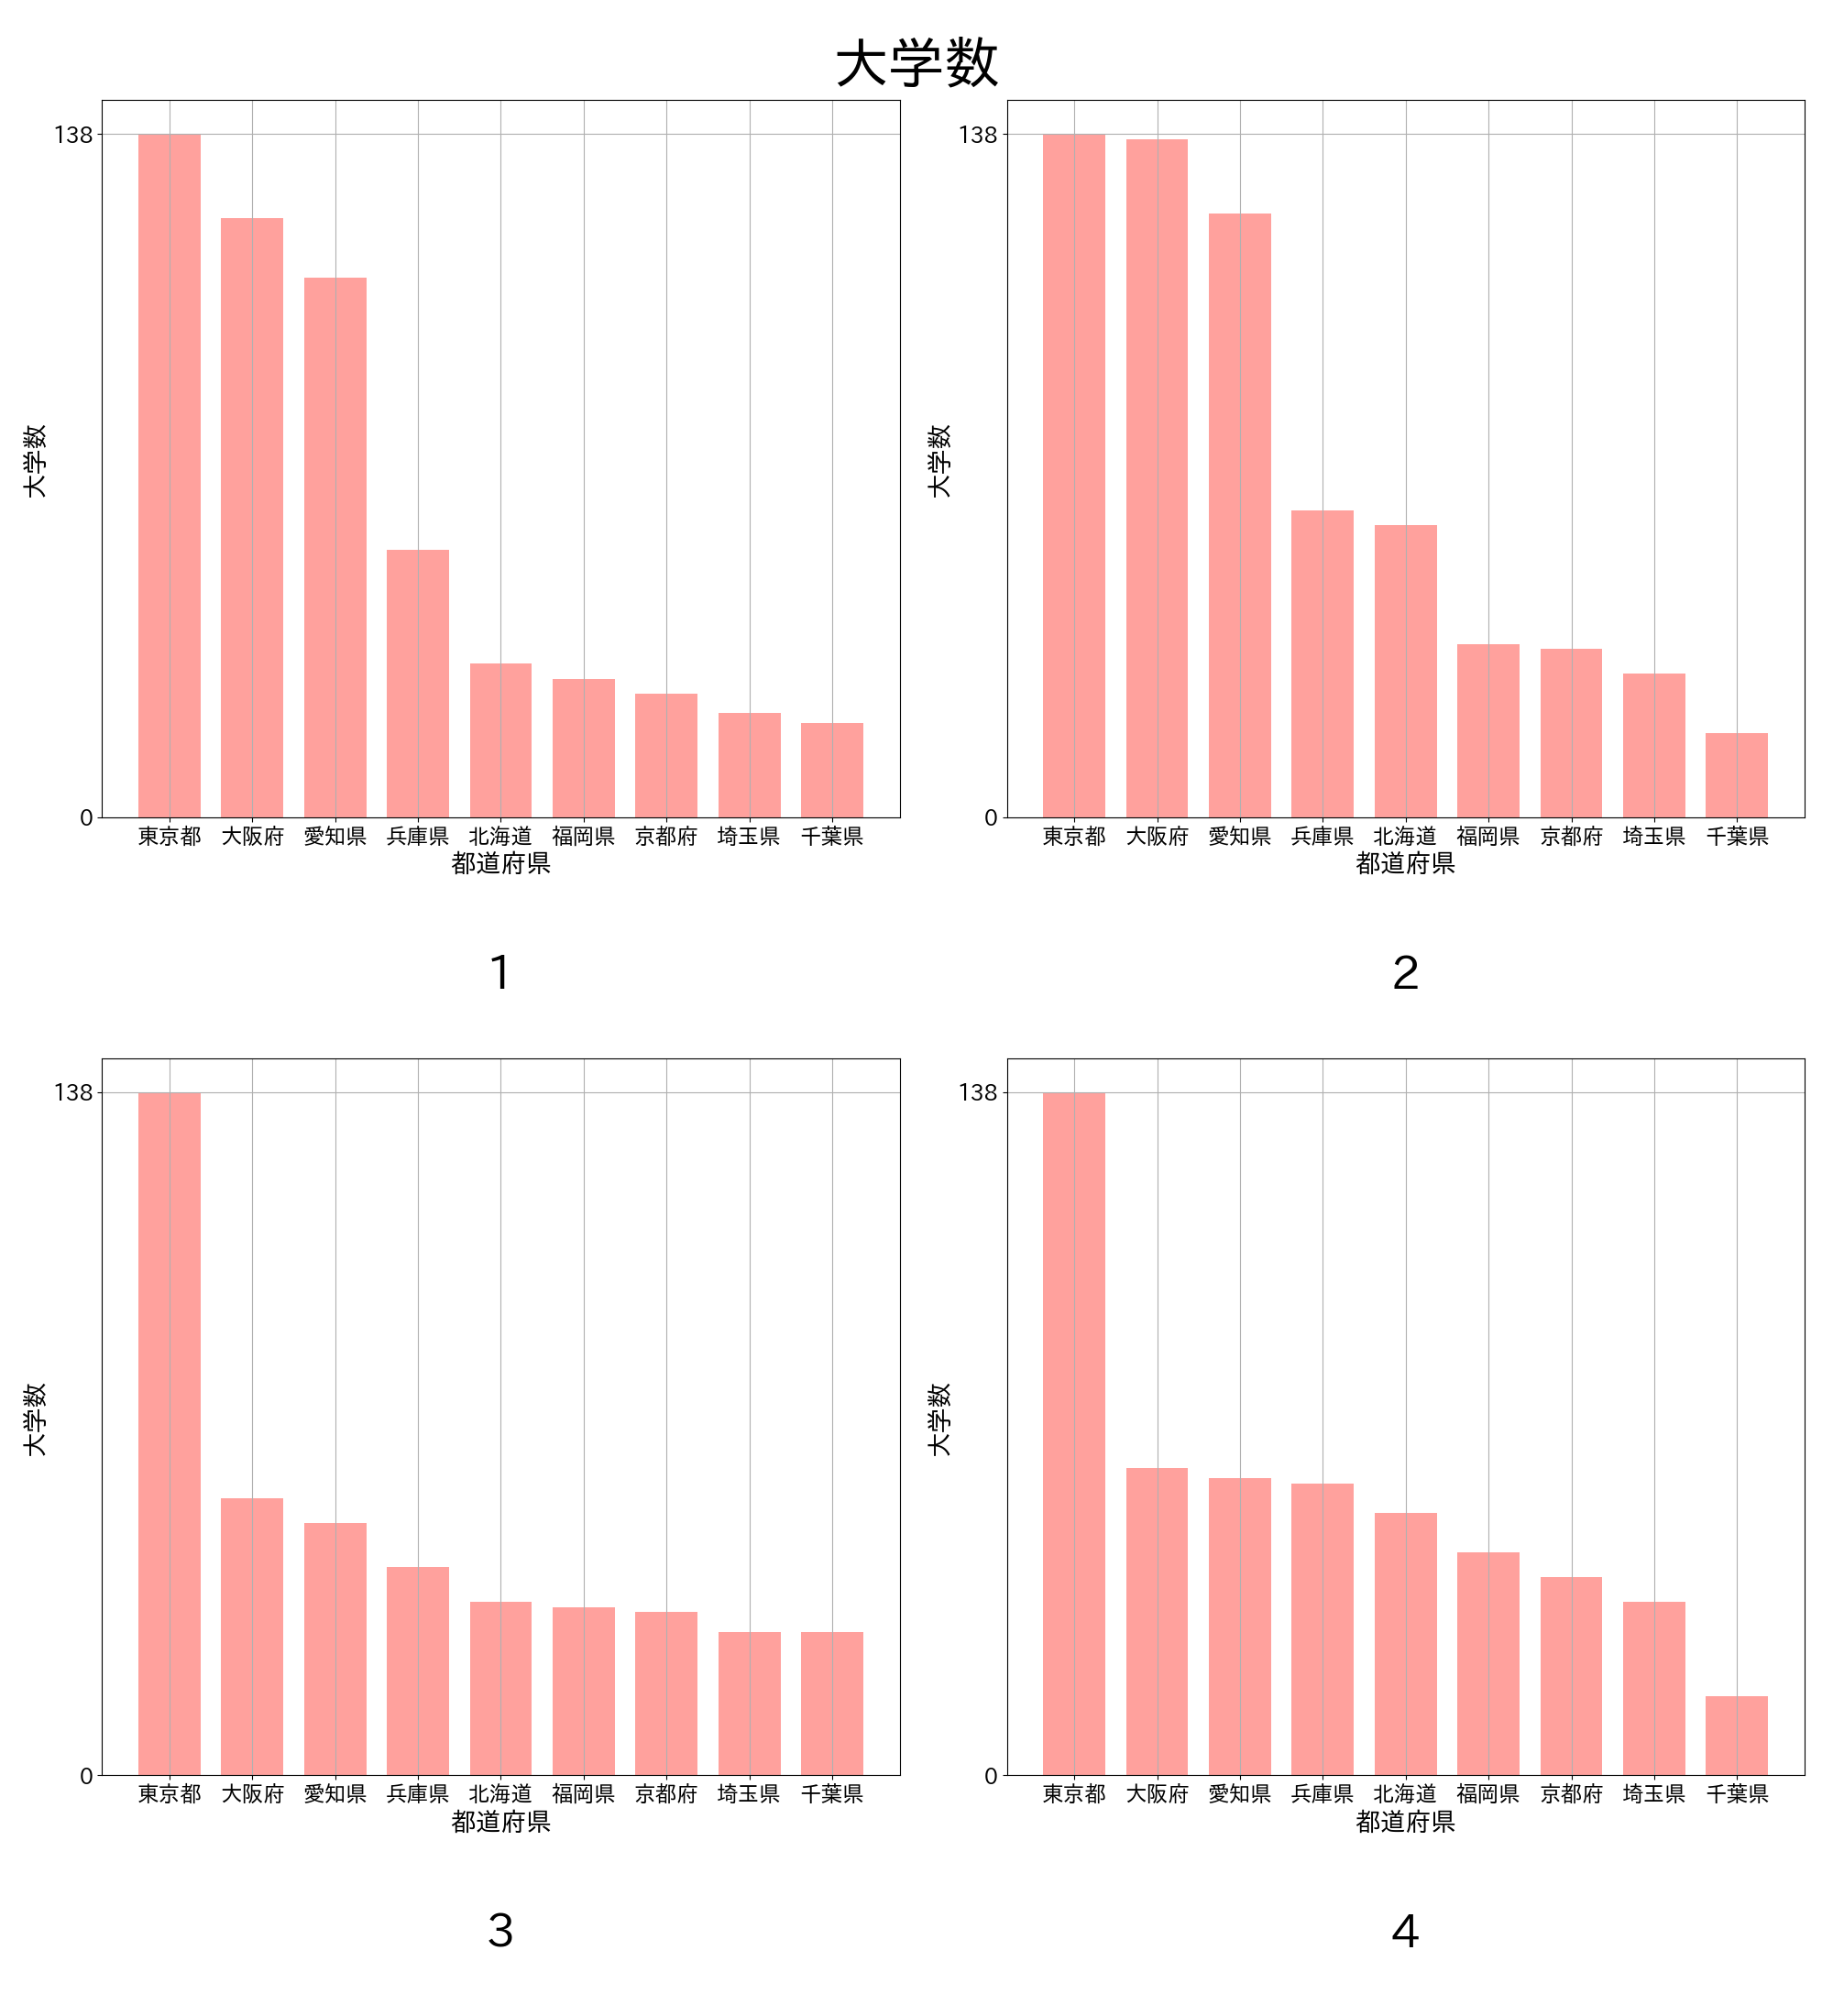 大学数
138
0
大学数
東京都 大阪府 愛知県 兵庫県 北海道 福岡県 京都府 埼玉県 千葉県
都道府県
1
138
0
大学数
東京都 大阪府 愛知県 兵庫県 北海道 福岡県 京都府 埼玉県 千葉県
都道府県
2
138
0
大学数
東京都 大阪府 愛知県 兵庫県 北海道 福岡県 京都府 埼玉県 千葉県
都道府県
3
138
0
大学数
東京都 大阪府 愛知県 兵庫県 北海道 福岡県 京都府 埼玉県 千葉県
都道府県
4